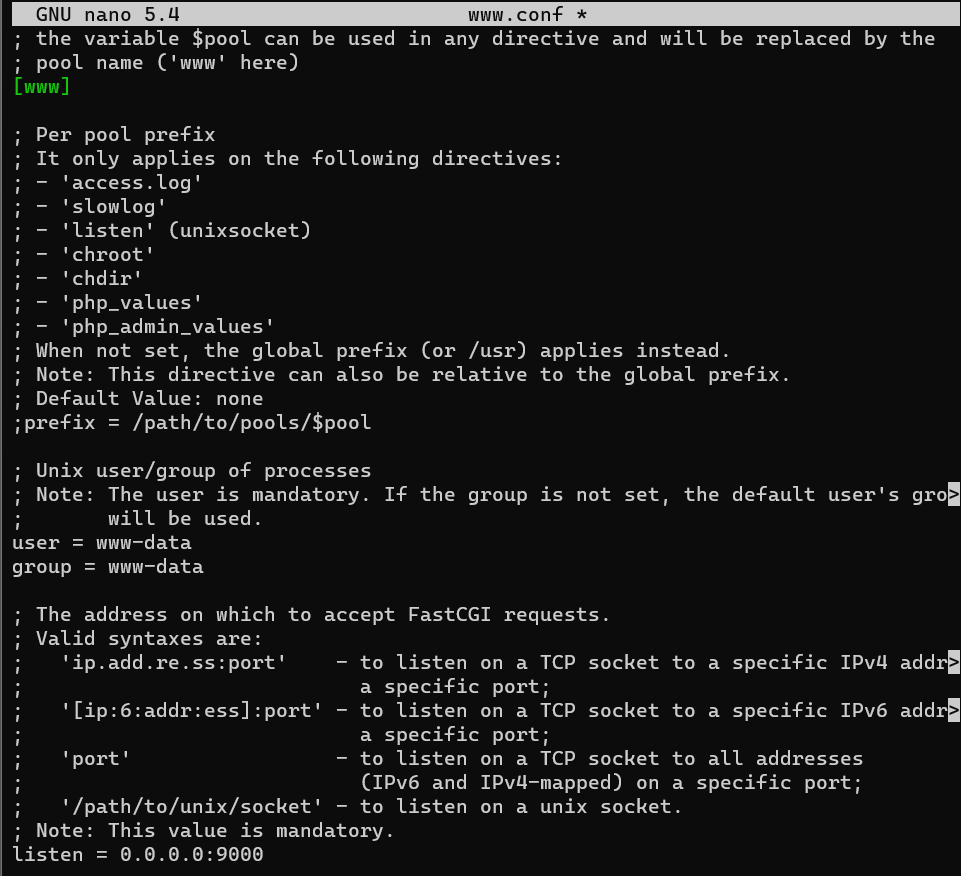 GNU nano 5.4                        www.conf *
; the variable $pool can be used in any directive and will be replaced by the
; pool name ('www' here)
[www]

; Per pool prefix
; It only applies on the following directives:
; - 'access.log'
; - 'slowlog'
; - 'listen' (unixsocket)
; - 'chroot'
; - 'chdir'
; - 'php_values'
; - 'php_admin_values'
; When not set, the global prefix (or /usr) applies instead.
; Note: This directive can also be relative to the global prefix.
; Default Value: none
;prefix = /path/to/pools/$pool

; Unix user/group of processes
; Note: The user is mandatory. If the group is not set, the default user's gro>
;       will be used.
user = www-data
group = www-data

; The address on which to accept FastCGI requests.
; Valid syntaxes are:
;   'ip.add.re.ss:port'    - to listen on a TCP socket to a specific IPv4 addr>
;                            a specific port;
;   '[ip:6:addr:ess]:port' - to listen on a TCP socket to a specific IPv6 addr>
;                            a specific port;
;   'port'                 - to listen on a TCP socket to all addresses
;                            (IPv6 and IPv4-mapped) on a specific port;
;   '/path/to/unix/socket' - to listen on a unix socket.
; Note: This value is mandatory.
listen = 0.0.0.0:9000